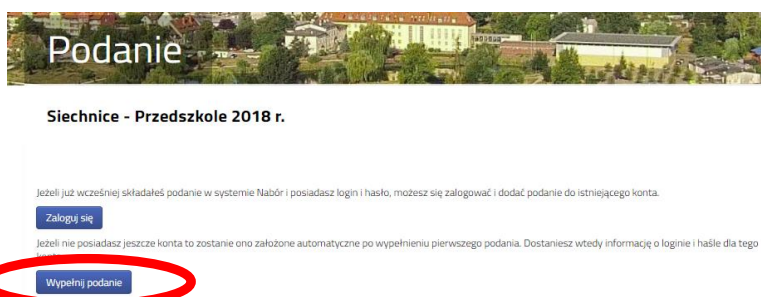 Podanie
Siechnice - Przedszkole 2018 r.
Jeżeli już wcześniej składałeś podanie w systemie Nabór i posiadasz login i hasło, możesz się zalogować i dodać podanie do istniejącego konta.
Zaloguj się
Jeżeli nie posiadasz jeszcze konta to zostanie ono założone automatyczne po wypełnieniu pierwszego podania. Dostaniesz wtedy informację o loginie i haśle dla tego
Wypełnij podanie